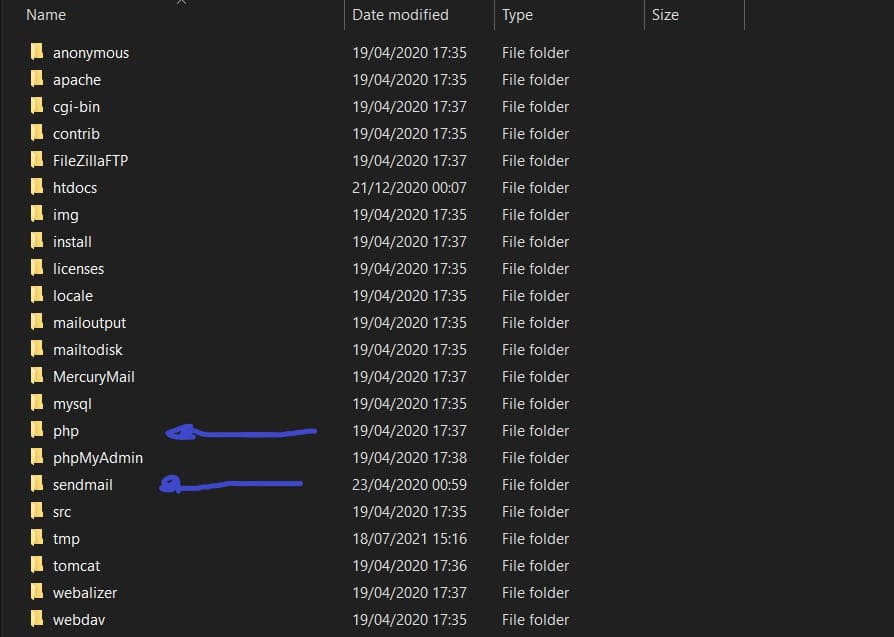 Name Date modified Type Size
anonymous 19/04/2020 17:35 File folder
apache 19/04/2020 17:35 File folder
cgi-bin 19/04/2020 17:37 File folder
contrib 19/04/2020 17:35 File folder
FileZillaFTP 19/04/2020 17:37 File folder
htdocs 21/12/2020 00:07 File folder
img 19/04/2020 17:35 File folder
install 19/04/2020 17:37 File folder
licenses 19/04/2020 17:35 File folder
locale 19/04/2020 17:35 File folder
mailoutput 19/04/2020 17:35 File folder
mailtodisk 19/04/2020 17:35 File folder
MercuryMail 19/04/2020 17:37 File folder
mysql 19/04/2020 17:35 File folder
php 19/04/2020 17:37 File folder
phpMyAdmin 19/04/2020 17:38 File folder
sendmail 23/04/2020 00:59 File folder
src 19/04/2020 17:35 File folder
tmp 18/07/2021 15:16 File folder
tomcat 19/04/2020 17:36 File folder
webalizer 19/04/2020 17:37 File folder
webdav 19/04/2020 17:35 File folder